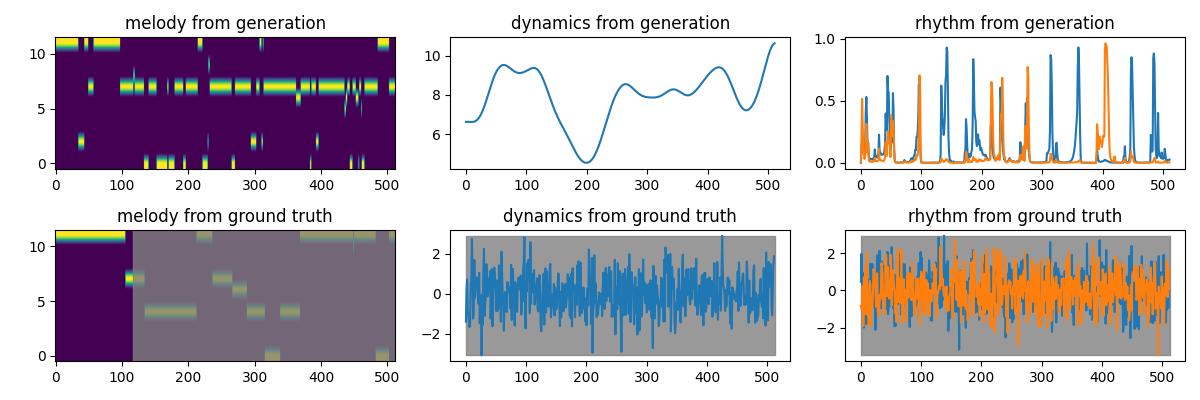 melody from generation
10
5
0
0 100 200 300 400 500
dynamics from generation
10
8
6
0 100 200 300 400 500
rhythm from generation
1.0
0.5
0.0
0 100 200 300 400 500
melody from ground truth
10
5
0
0 100 200 300 400 500
dynamics from ground truth
2
0
−2
0 100 200 300 400 500
rhythm from ground truth
2
0
−2
0 100 200 300 400 500